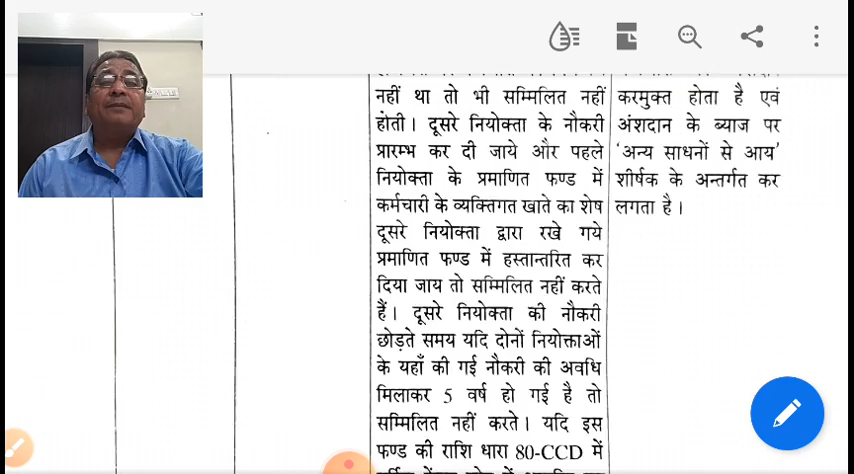 नहीं था तो भी सम्मिलित नहीं
होती। दूसरे नियोक्ता के नौकरी
प्रारम्भ कर दी जाये और पहले
नियोक्ता के प्रमाणित फण्ड में
कर्मचारी के व्यक्तिगत खाते का शेष
दूसरे नियोक्ता द्वारा रखे गये
प्रमाणित फण्ड में हस्तान्तरित कर
दिया जाय तो सम्मिलित नहीं करते
हैं। दूसरे नियोक्ता की नौकरी
छोड़ते समय यदि दोनों नियोक्ताओं
के यहाँ की गई नौकरी की अवधि
मिलाकर 5 वर्ष हो गई है तो
सम्मिलित नहीं करते। यदि इस
फण्ड की राशि धारा 80-CCD में
करमुक्त होता है एवं
अंशदान के ब्याज पर
'अन्य साधनों से आय'
शीर्षक के अन्तर्गत कर
लगता है।